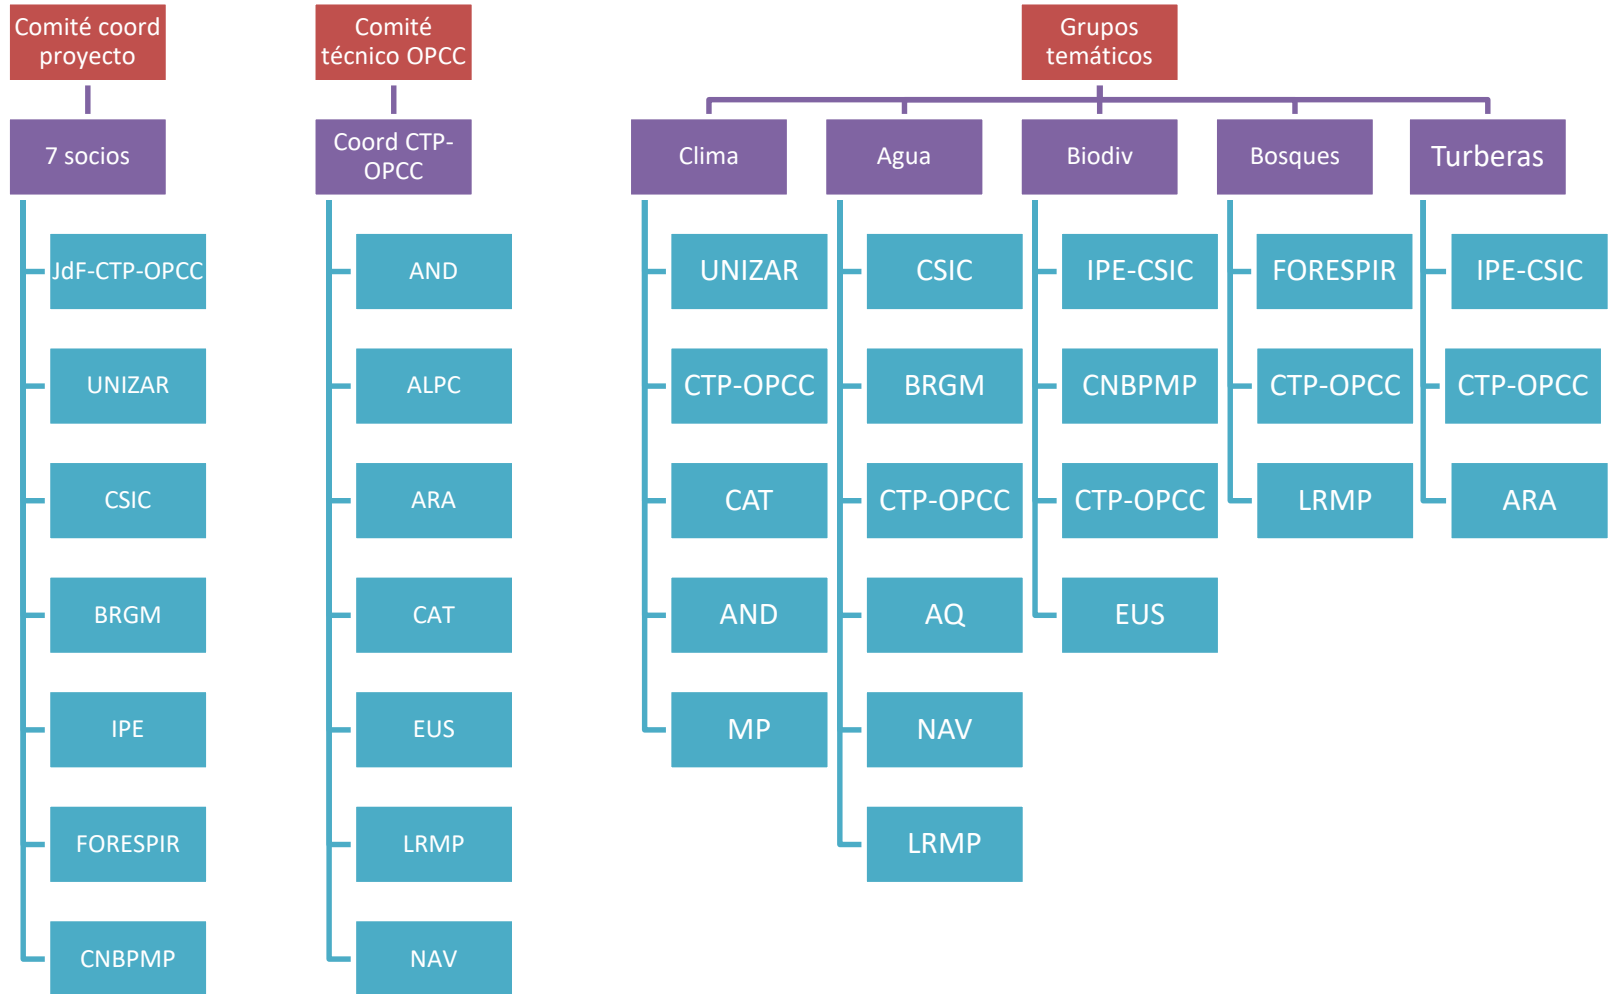 Comité coord
proyecto
7 socios
JdF-CTP-OPCC
UNIZAR
CSIC
BRGM
IPE
FORESPIR
CNBPMP
Comité
técnico OPCC
Coord CTP-
OPCC
AND
ALPC
ARA
CAT
EUS
LRMP
NAV
Grupos
temáticos
Clima
UNIZAR
CTP-OPCC
CAT
AND
MP
Agua
CSIC
BRGM
CTP-OPCC
AQ
NAV
LRMP
Biodiv
IPE-CSIC
CNBPMP
CTP-OPCC
EUS
Bosques
FORESPIR
CTP-OPCC
LRMP
Turberas
IPE-CSIC
CTP-OPCC
ARA